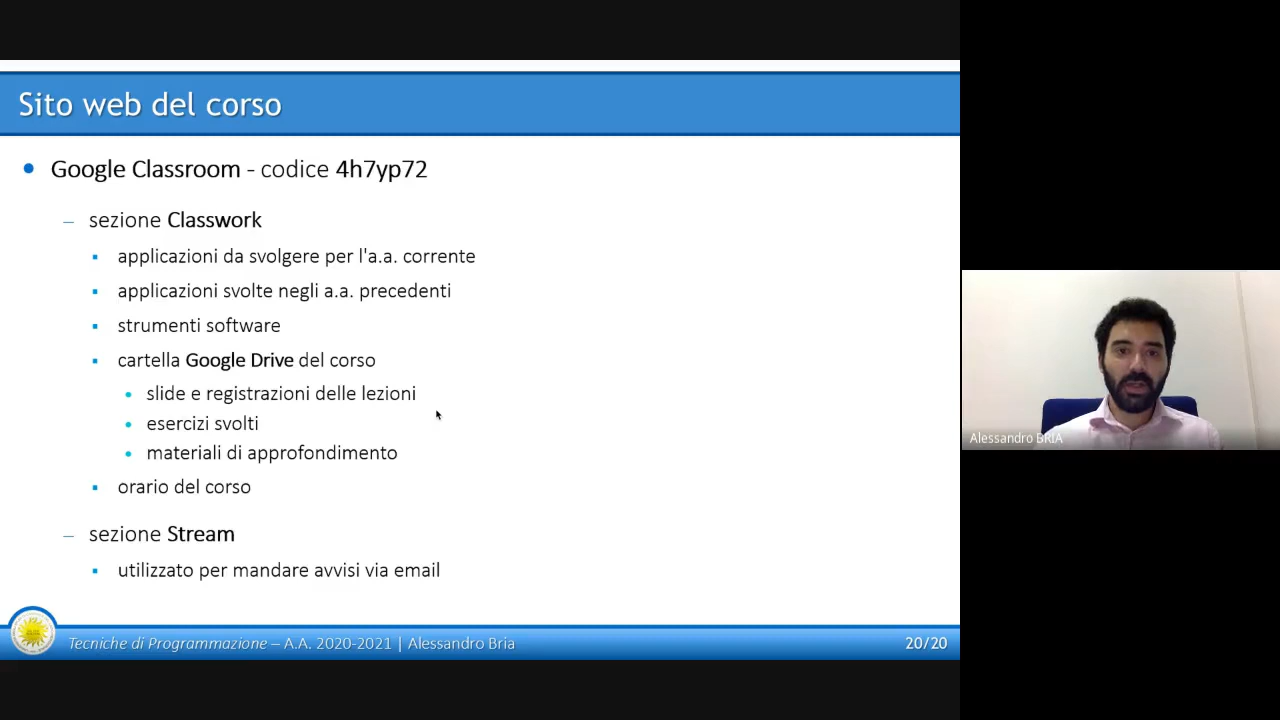 Sito web del corso
Google Classroom - codice 4h7yp72
sezione Classwork
applicazioni da svolgere per l'a.a. corrente
applicazioni svolte negli a.a. precedenti
strumenti software
cartella Google Drive del corso
slide e registrazioni delle lezioni
esercizi svolti
materiali di approfondimento
orario del corso
sezione Stream
utilizzato per mandare avvisi via email
Tecniche di Programmazione – A.A. 2020-2021 | Alessandro Bria
20/20
Alessandro BRIA